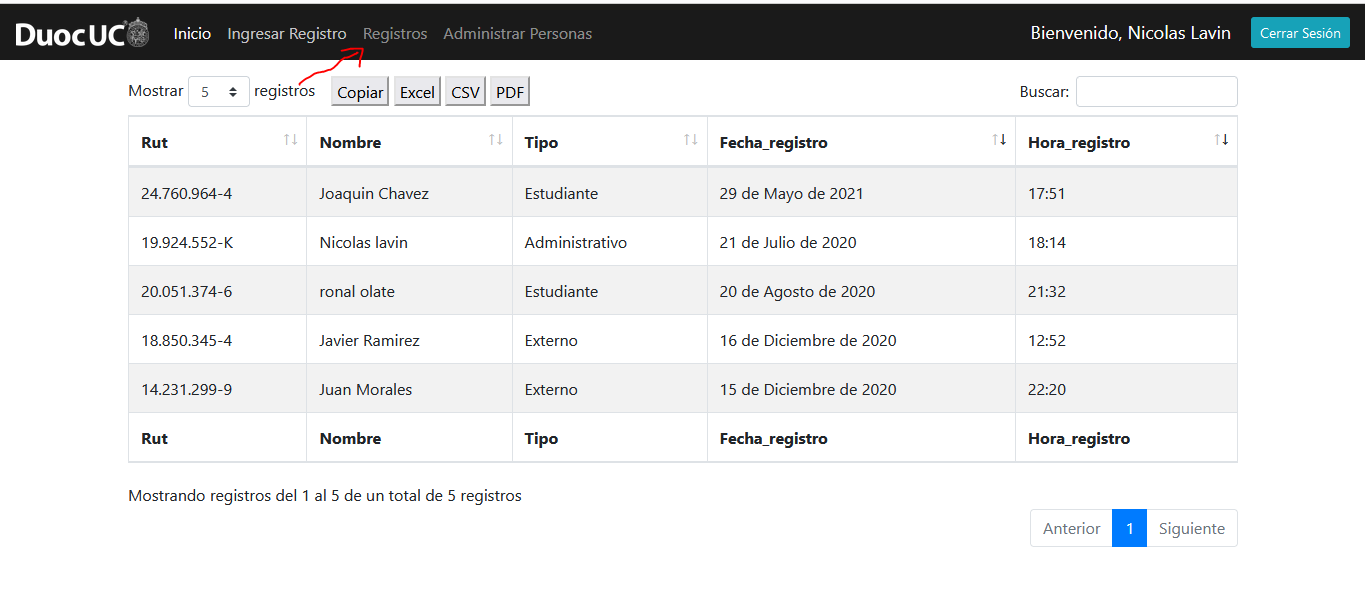 Duoc UC Inicio Ingresar Registro Registros Administrar Personas Bienvenido, Nicolas Lavin Cerrar Sesión
Mostrar 5 registros Copiar Excel CSV PDF Buscar:
Rut Nombre Tipo Fecha_registro Hora_registro
24.760.964-4 Joaquin Chavez Estudiante 29 de Mayo de 2021 17:51
19.924.552-K Nicolas lavin Administrativo 21 de Julio de 2020 18:14
20.051.374-6 ronal olate Estudiante 20 de Agosto de 2020 21:32
18.850.345-4 Javier Ramirez Externo 16 de Diciembre de 2020 12:52
14.231.299-9 Juan Morales Externo 15 de Diciembre de 2020 22:20
Rut Nombre Tipo Fecha_registro Hora_registro
Mostrando registros del 1 al 5 de un total de 5 registros
Anterior 1 Siguiente